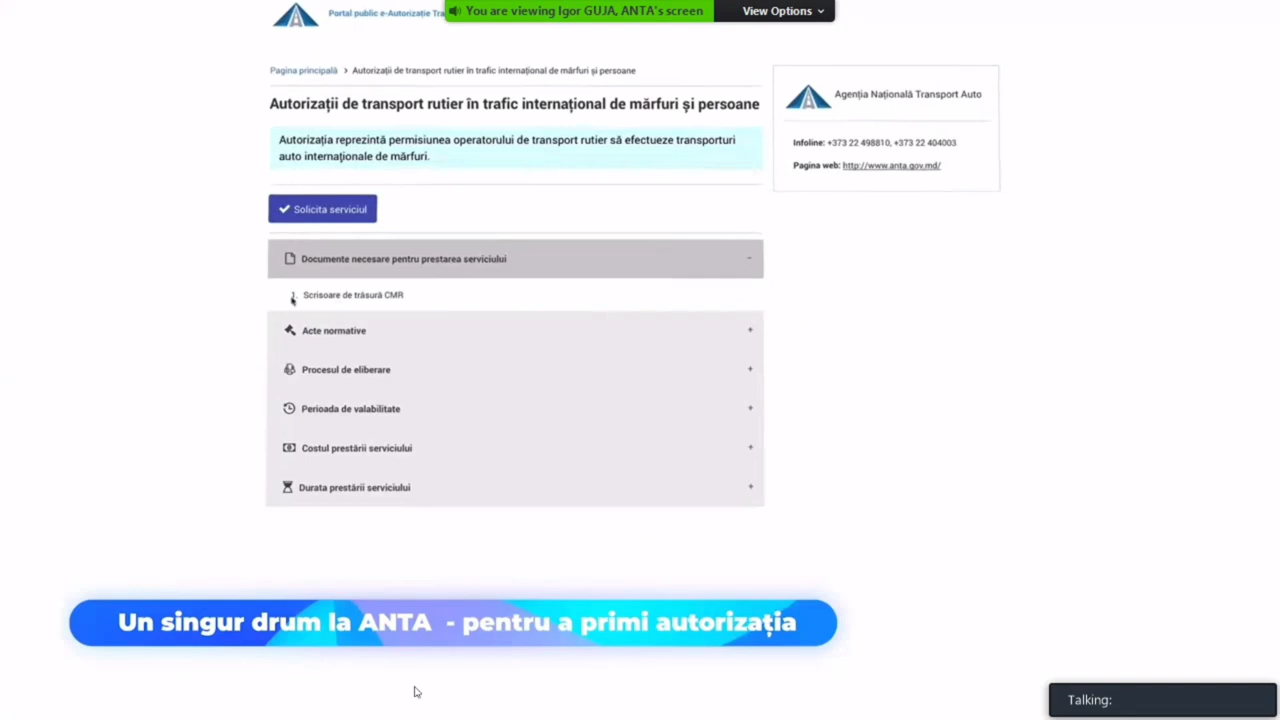 Portal public e-Autorizație
You are viewing Igor GUJA, ANTA's screen
View Options
Pagina principală > Autorizații de transport rutier în trafic internațional de mărfuri și persoane
Autorizații de transport rutier în trafic internațional de mărfuri și persoane
Autorizația reprezintă permisiunea operatorului de transport rutier să efectueze transporturi
auto internaționale de mărfuri.
Agenția Națională Transport Auto
Infoline: +373 22 498810, +373 22 404003
Pagina web: http://www.anta.gov.md/
Solicita serviciul
Documente necesare pentru prestarea serviciului
1. Scrisoare de trăsură CMR
Acte normative
Procesul de eliberare
Perioada de valabilitate
Costul prestării serviciului
Durata prestării serviciului
Un singur drum la ANTA - pentru a primi autorizația
Talking: